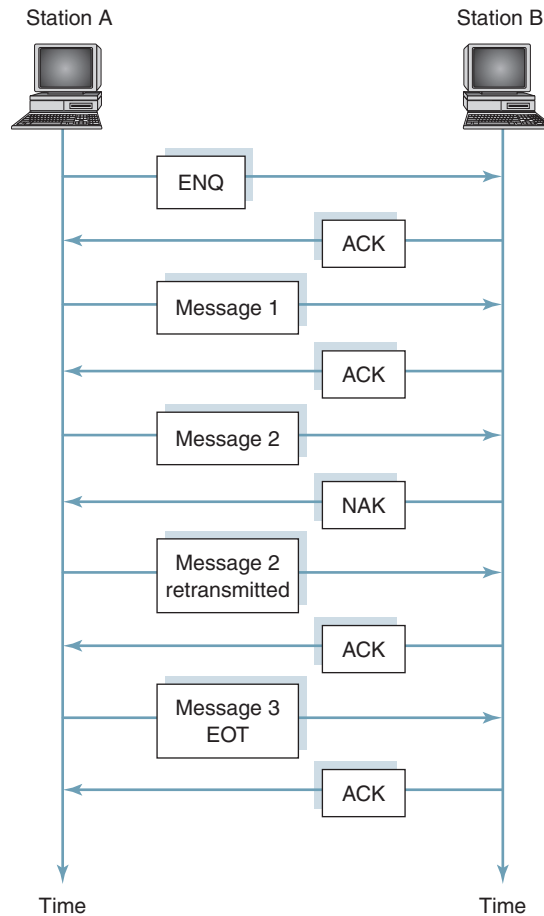 Station A
Station B
ENQ
ACK
Message 1
ACK
Message 2
NAK
Message 2
retransmitted
ACK
Message 3
EOT
ACK
Time
Time